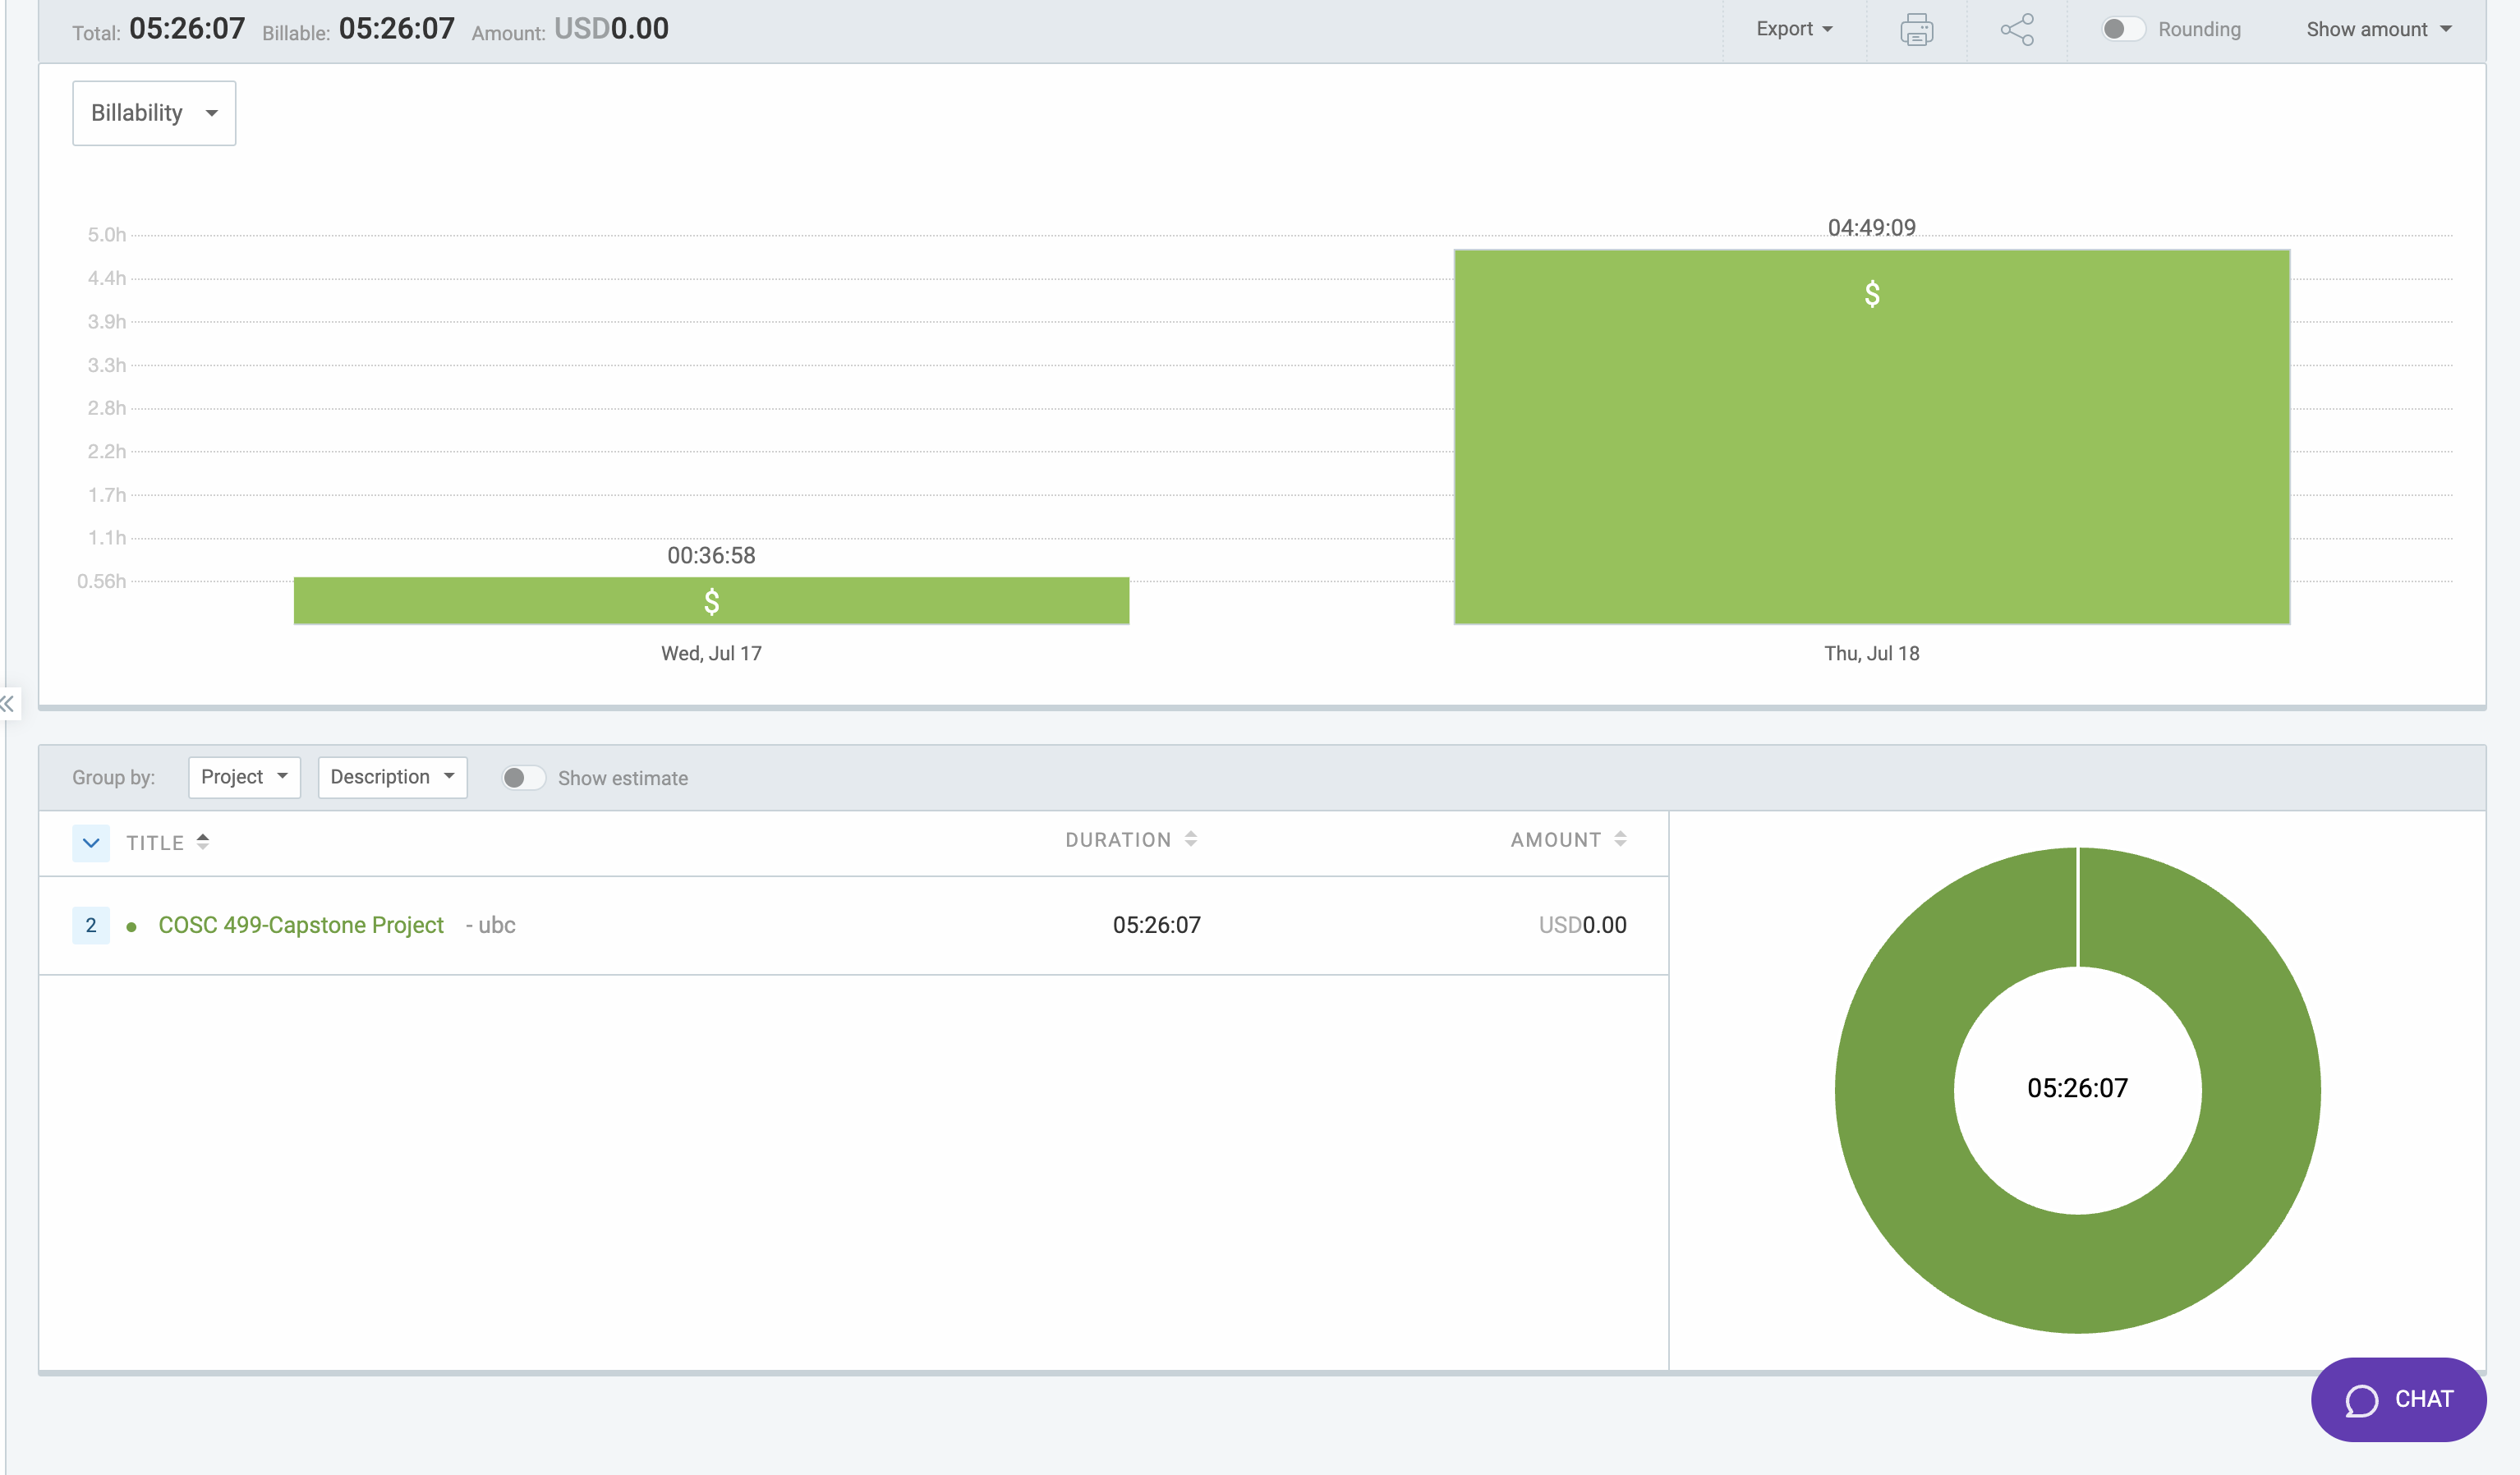 Total: 05:26:07 Billable: 05:26:07 Amount: USD0.00 Export Rounding Show amount
Billability
04:49:09
5.0h
$
4.4h
3.9h
3.3h
2.8h
2.2h
1.7h
1.1h
00:36:58
0.56h
$
Wed, Jul 17 Thu, Jul 18
Group by: Project Description Show estimate
TITLE DURATION AMOUNT
2 COSC 499-Capstone Project - ubc 05:26:07 USD0.00
05:26:07
CHAT